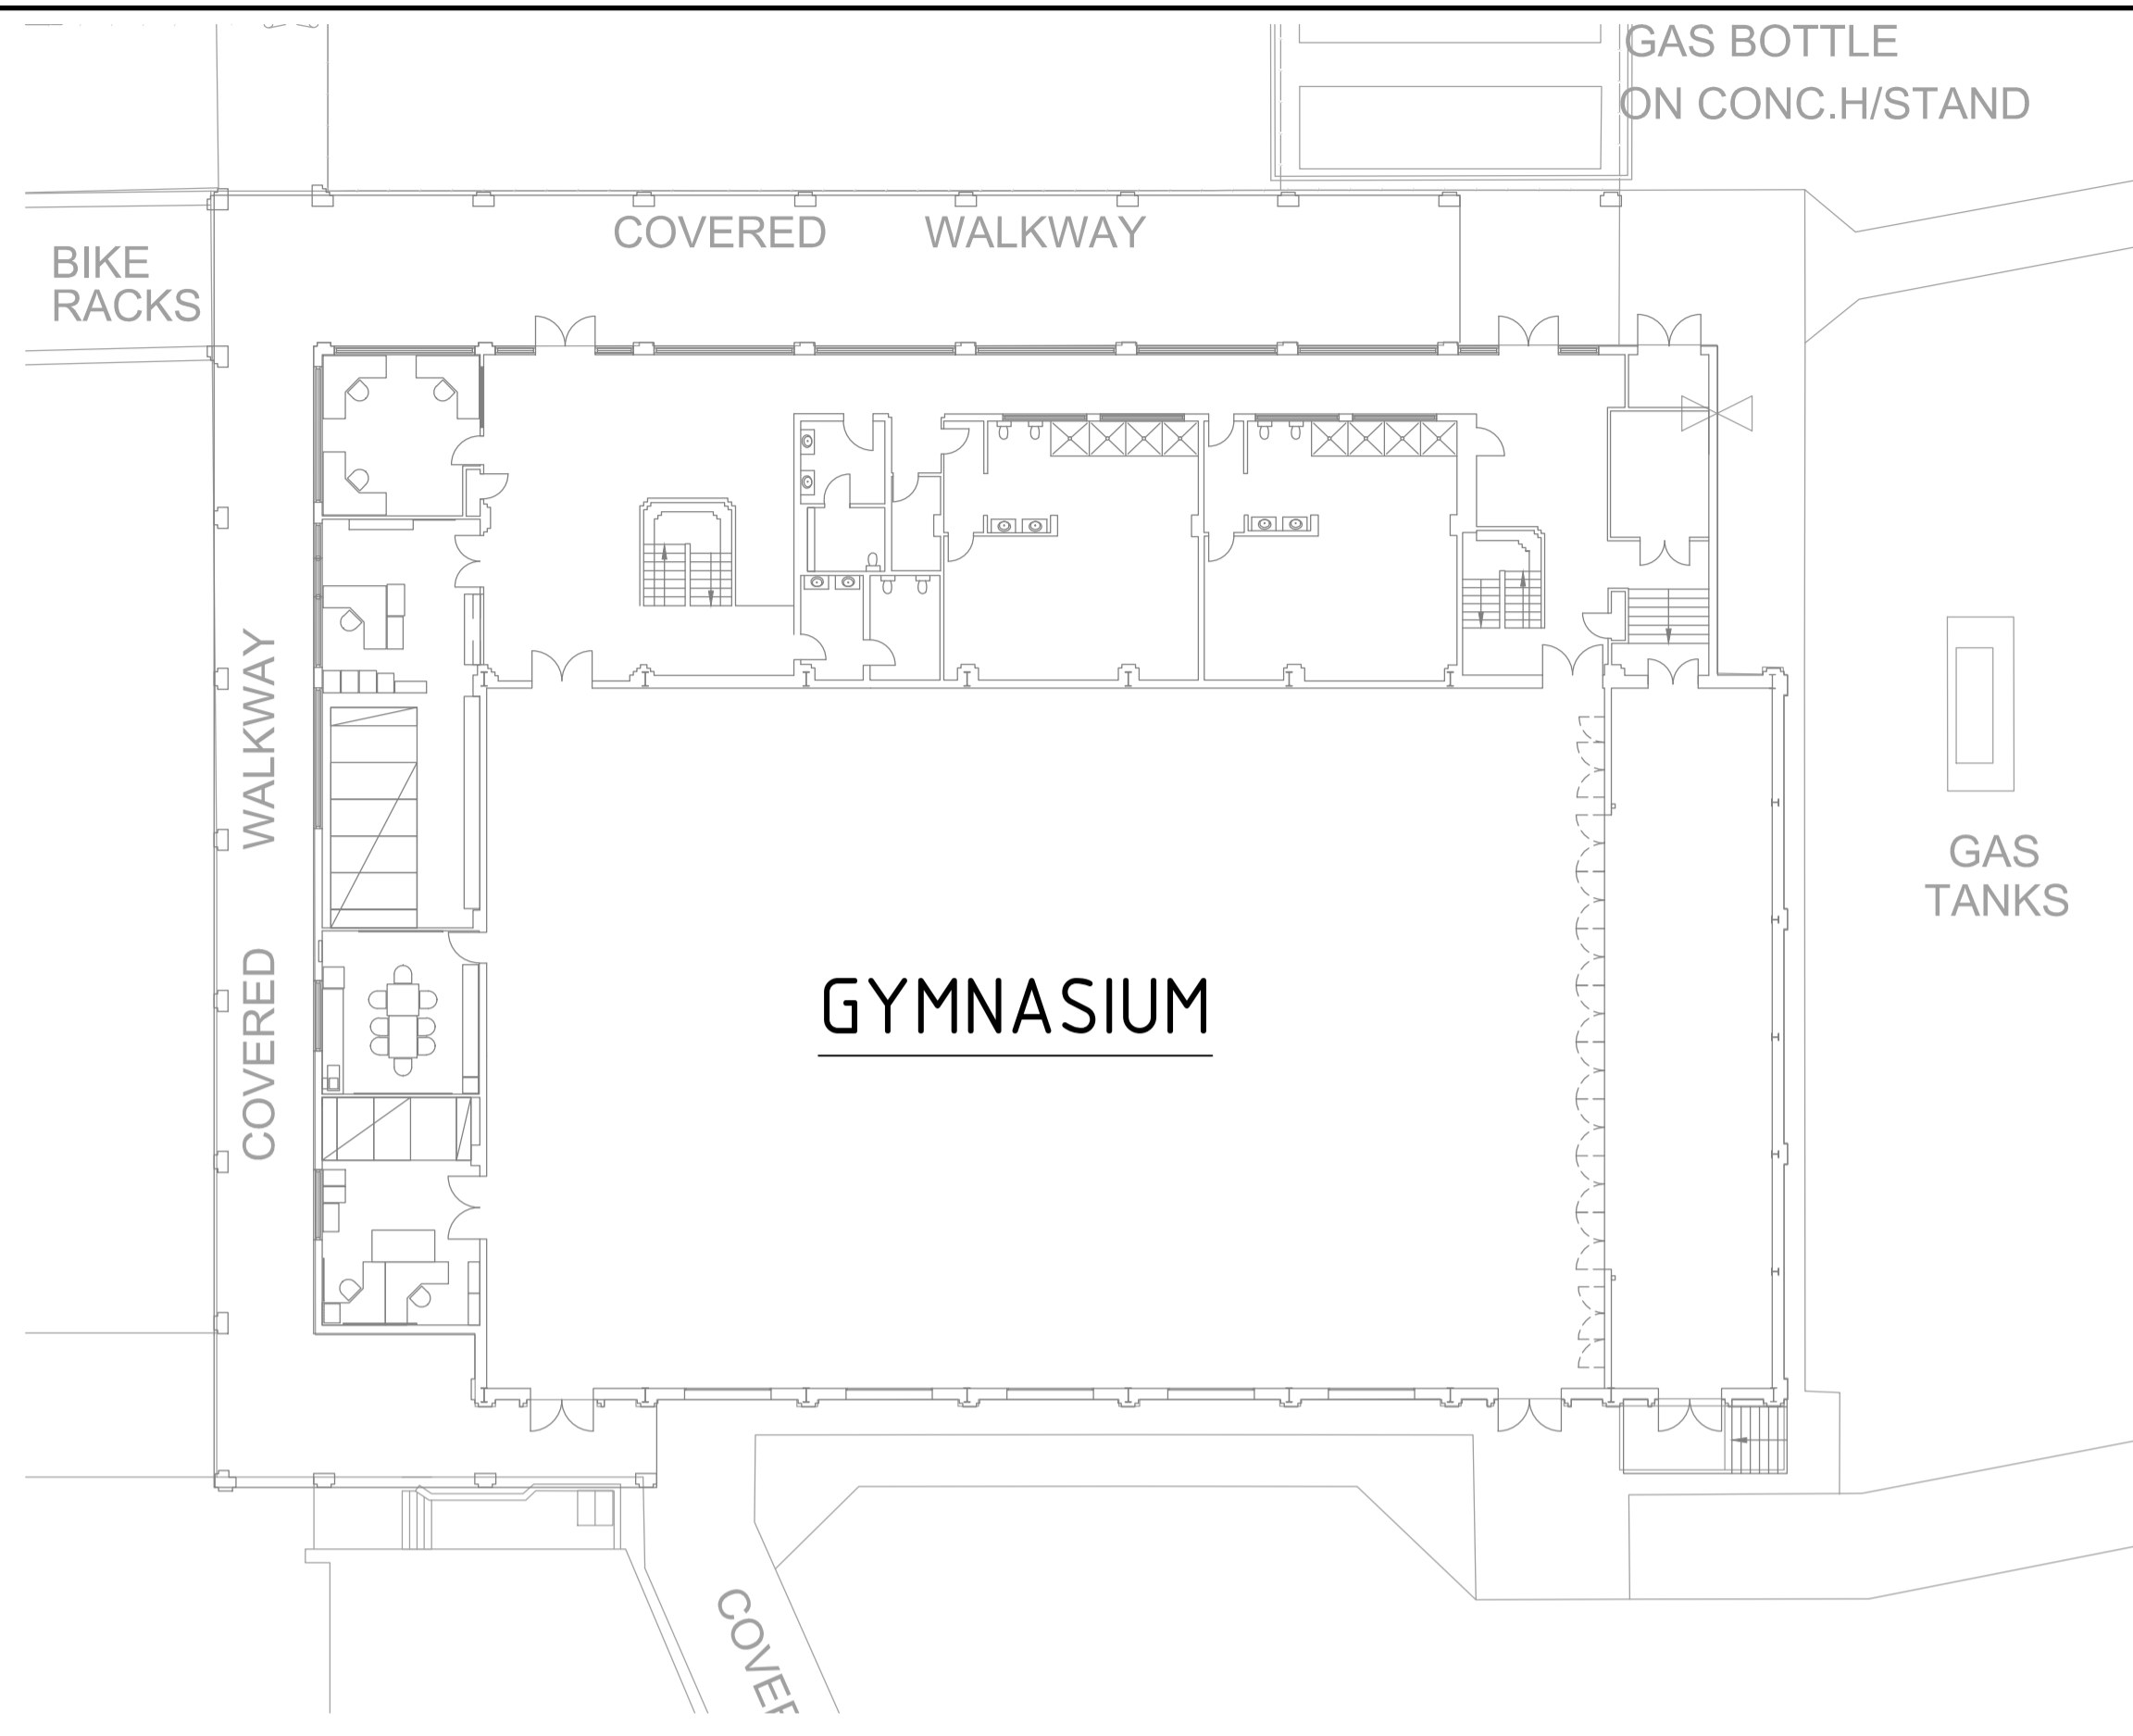 GAS BOTTLE
ON CONC.H/STAND
COVERED WALKWAY
BIKE
RACKS
COVERED WALKWAY
GAS
TANKS
GYMNASIUM